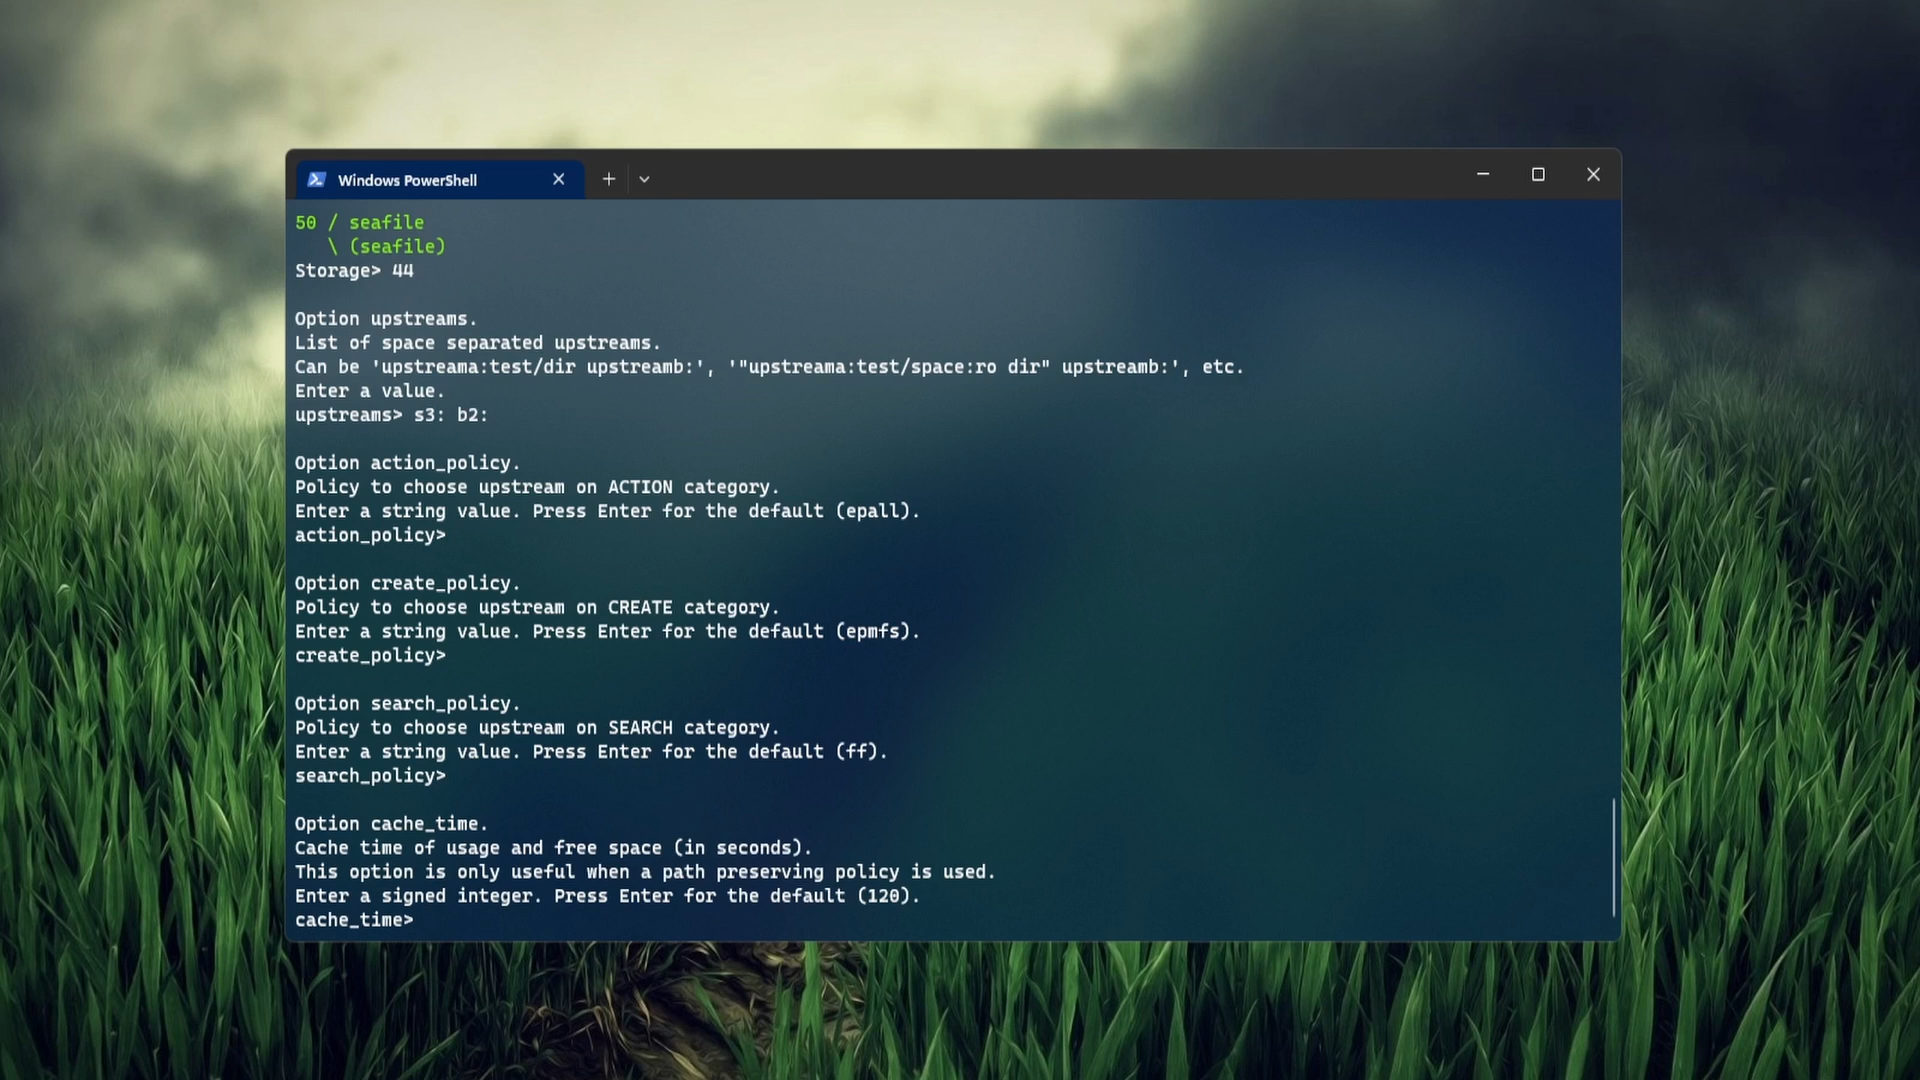 Windows PowerShell
50 / seafile
   \ (seafile)
Storage> 44
Option upstreams.
List of space separated upstreams.
Can be 'upstreama:test/dir upstreamb:', '"upstreama:test/space:ro dir" upstreamb:', etc.
Enter a value.
upstreams> s3: b2:
Option action_policy.
Policy to choose upstream on ACTION category.
Enter a string value. Press Enter for the default (epall).
action_policy>
Option create_policy.
Policy to choose upstream on CREATE category.
Enter a string value. Press Enter for the default (epmfs).
create_policy>
Option search_policy.
Policy to choose upstream on SEARCH category.
Enter a string value. Press Enter for the default (ff).
search_policy>
Option cache_time.
Cache time of usage and free space (in seconds).
This option is only useful when a path preserving policy is used.
Enter a signed integer. Press Enter for the default (120).
cache_time>